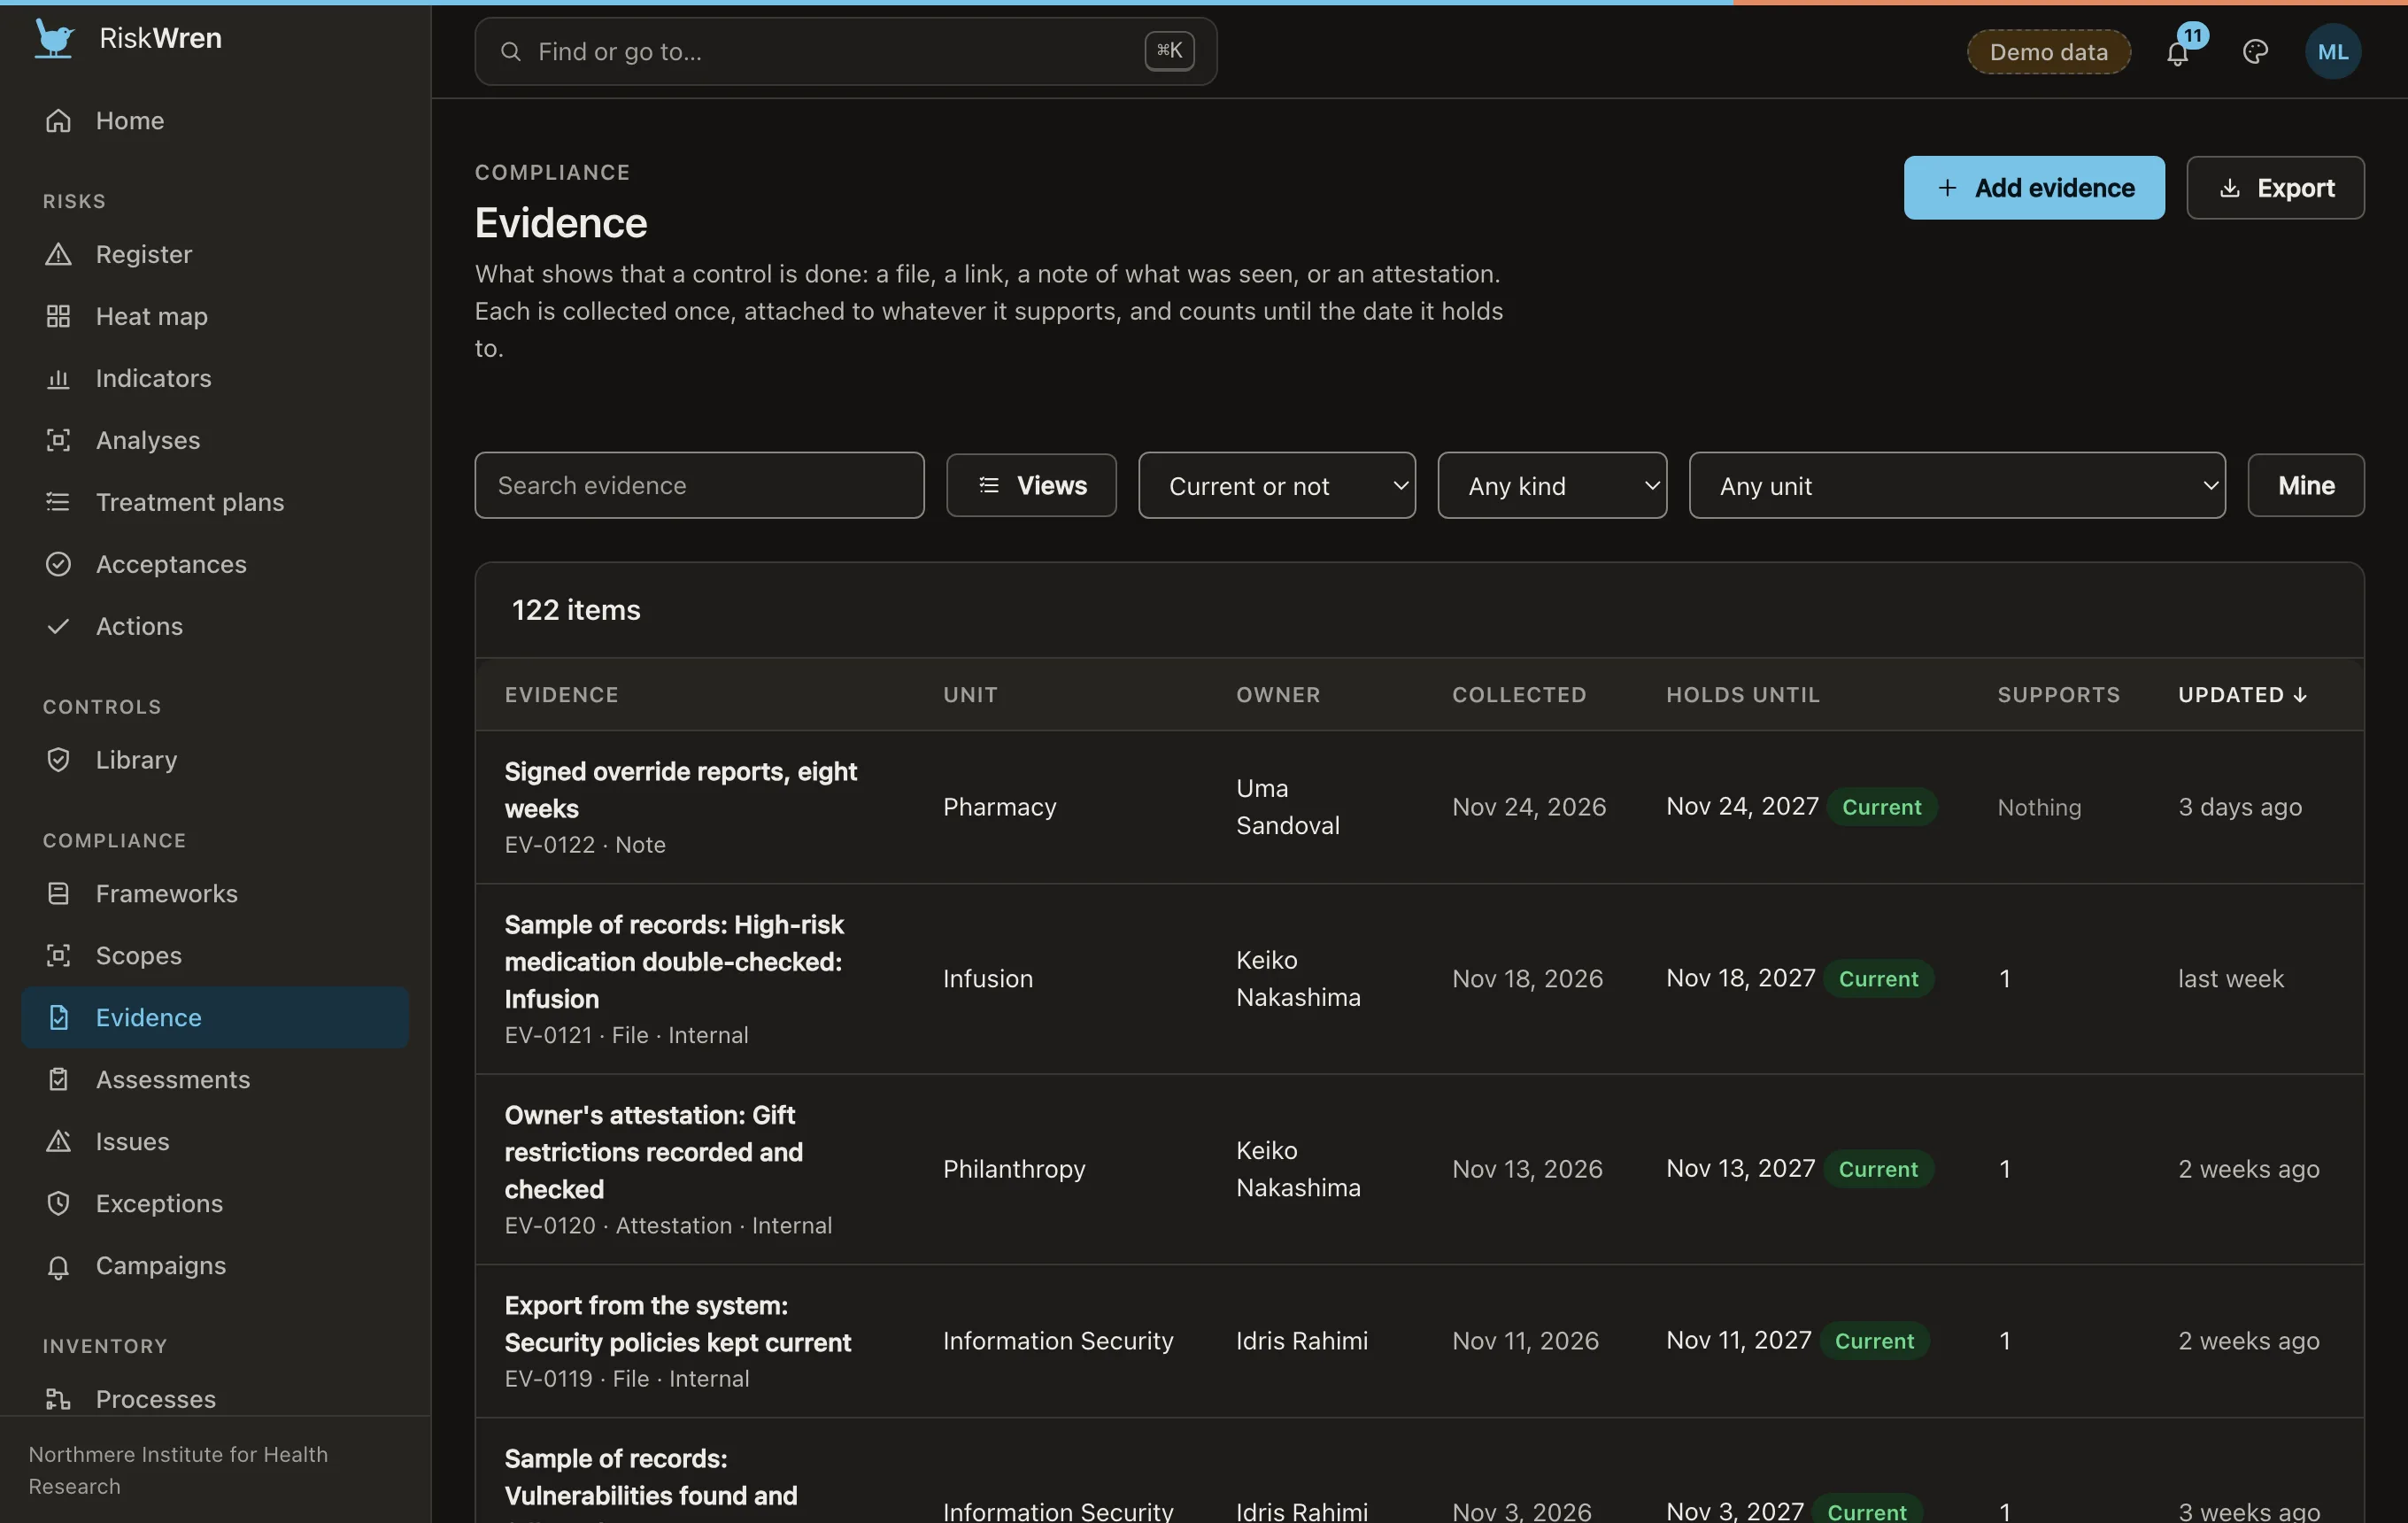 RiskWren
Find or go to...
⌘K
Demo data
11
ML
Home
RISKS
Register
Heat map
Indicators
Analyses
Treatment plans
Acceptances
Actions
CONTROLS
Library
COMPLIANCE
Frameworks
Scopes
Evidence
Assessments
Issues
Exceptions
Campaigns
INVENTORY
Processes
Northmere Institute for Health
Research
COMPLIANCE
Evidence
What shows that a control is done: a file, a link, a note of what was seen, or an attestation.
Each is collected once, attached to whatever it supports, and counts until the date it holds
to.
Add evidence
Export
Search evidence
Views
Current or not
Any kind
Any unit
Mine
122 items
EVIDENCE UNIT OWNER COLLECTED HOLDS UNTIL SUPPORTS UPDATED ↓
Signed override reports, eight
weeks
EV-0122 · Note
Pharmacy
Uma
Sandoval
Nov 24, 2026
Nov 24, 2027 Current
Nothing
3 days ago
Sample of records: High-risk
medication double-checked:
Infusion
EV-0121 · File · Internal
Infusion
Keiko
Nakashima
Nov 18, 2026
Nov 18, 2027 Current
1
last week
Owner's attestation: Gift
restrictions recorded and
checked
EV-0120 · Attestation · Internal
Philanthropy
Keiko
Nakashima
Nov 13, 2026
Nov 13, 2027 Current
1
2 weeks ago
Export from the system:
Security policies kept current
EV-0119 · File · Internal
Information Security
Idris Rahimi
Nov 11, 2026
Nov 11, 2027 Current
1
2 weeks ago
Sample of records:
Vulnerabilities found and
Information Security
Idris Rahimi
Nov 3, 2026
Nov 3, 2027 Current
1
3 weeks ago